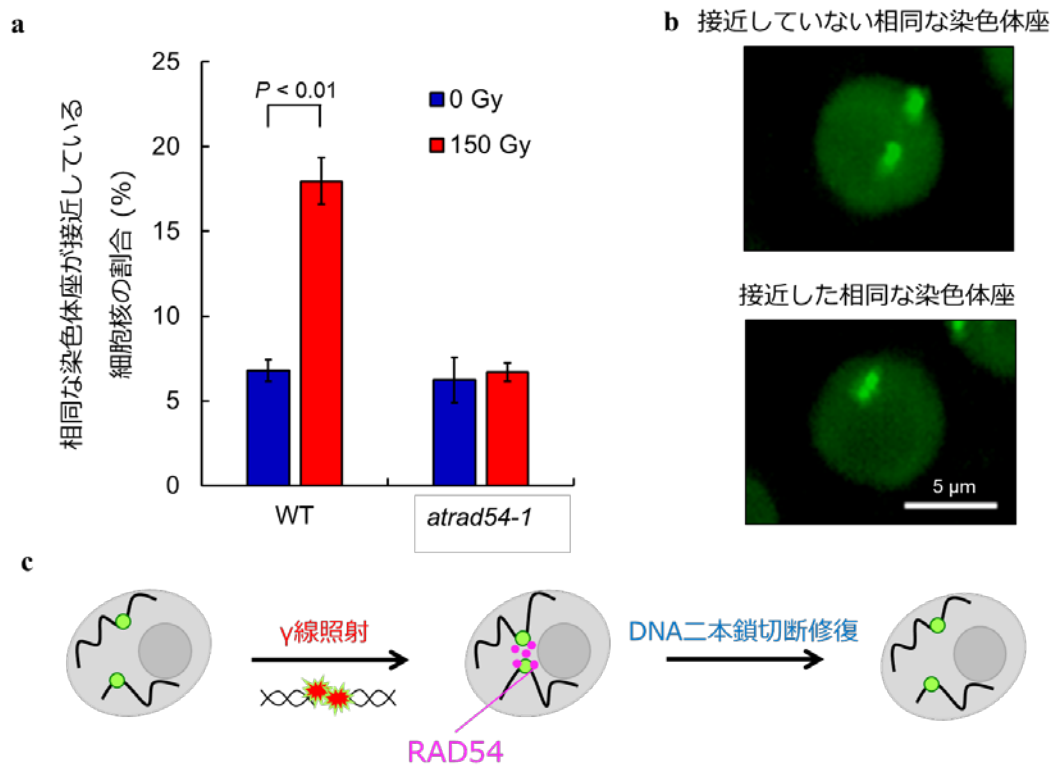 a
相同な染色体座が接近している
細胞核の割合 (%)
25
20
15
10
5
0
P < 0.01
0 Gy
150 Gy
WT
atrad54-1
b
接近していない相同な染色体座
接近した相同な染色体座
5 μm
c
γ線照射
RAD54
DNA二本鎖切断修復